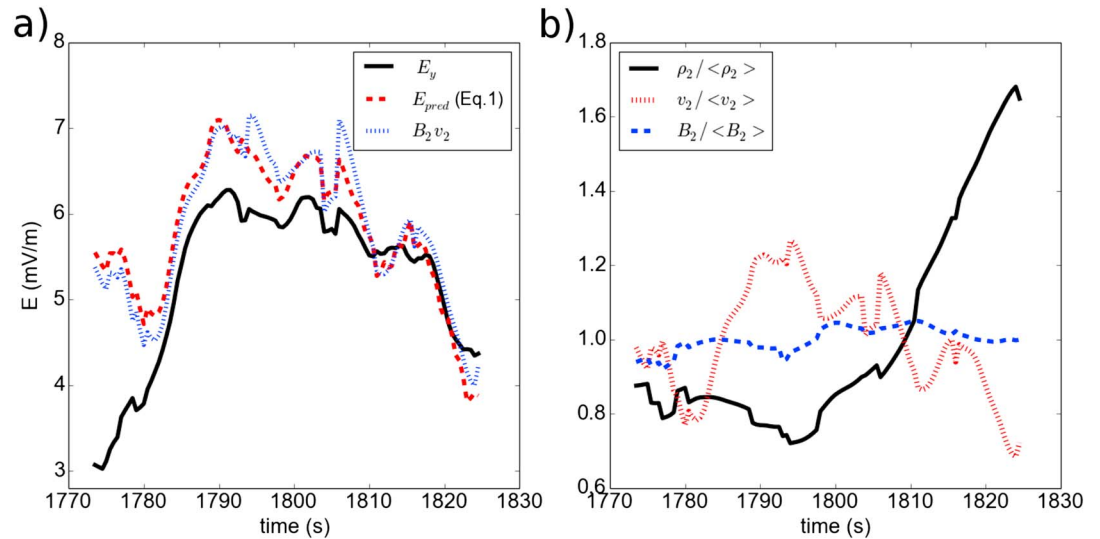 a)
8
7
6
5
4
3
E (mV/m)
E_y
E_pred (Eq.1)
B_2 v_2
1770 1780 1790 1800 1810 1820 1830
time (s)
b)
1.8
1.6
1.4
1.2
1.0
0.8
0.6
ρ_2/<ρ_2>
v_2/<v_2>
B_2/<B_2>
1770 1780 1790 1800 1810 1820 1830
time (s)